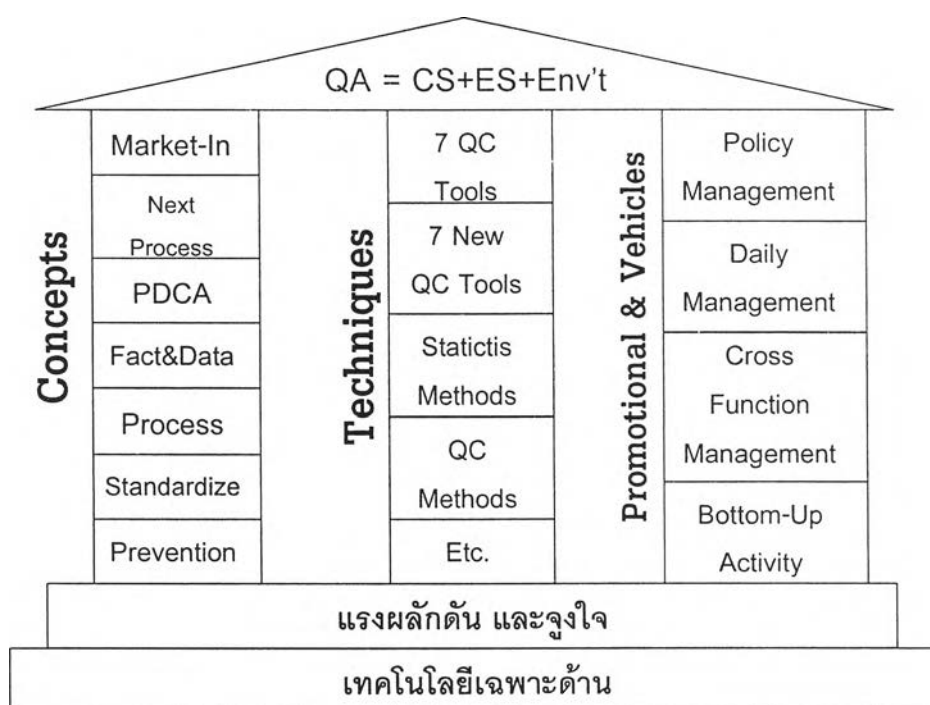 QA = CS+ES+Env't
Concepts
Market-In
Next
Process
PDCA
Fact&Data
Process
Standardize
Prevention
Techniques
7 QC
Tools
7 New
QC Tools
Statictis
Methods
QC
Methods
Etc.
Promotional & Vehicles
Policy
Management
Daily
Management
Cross
Function
Management
Bottom-Up
Activity
แรงผลักดัน และจูงใจ
เทคโนโลยีเฉพาะด้าน